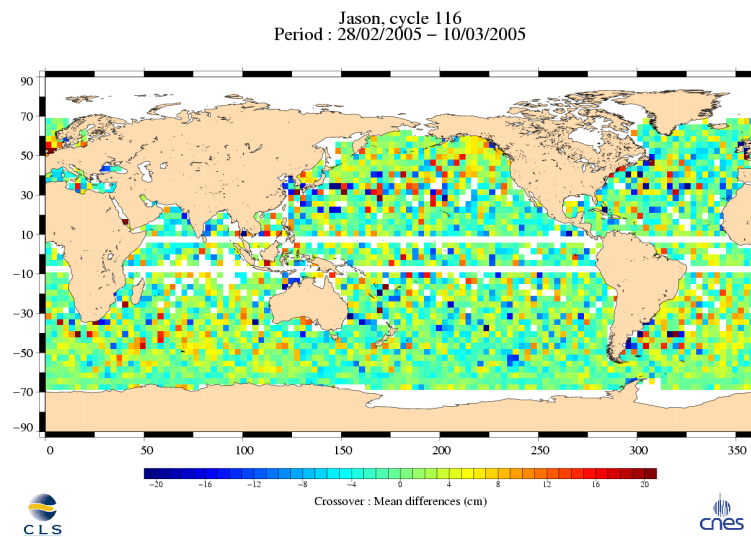 Jason, cycle 116
Period : 28/02/2005 − 10/03/2005
90
70
50
30
10
−10
−30
−50
−70
−90
0 50 100 150 200 250 300 350
−20 −16 −12 −8 −4 0 4 8 12 16 20
Crossover : Mean differences (cm)
CLS
cnes